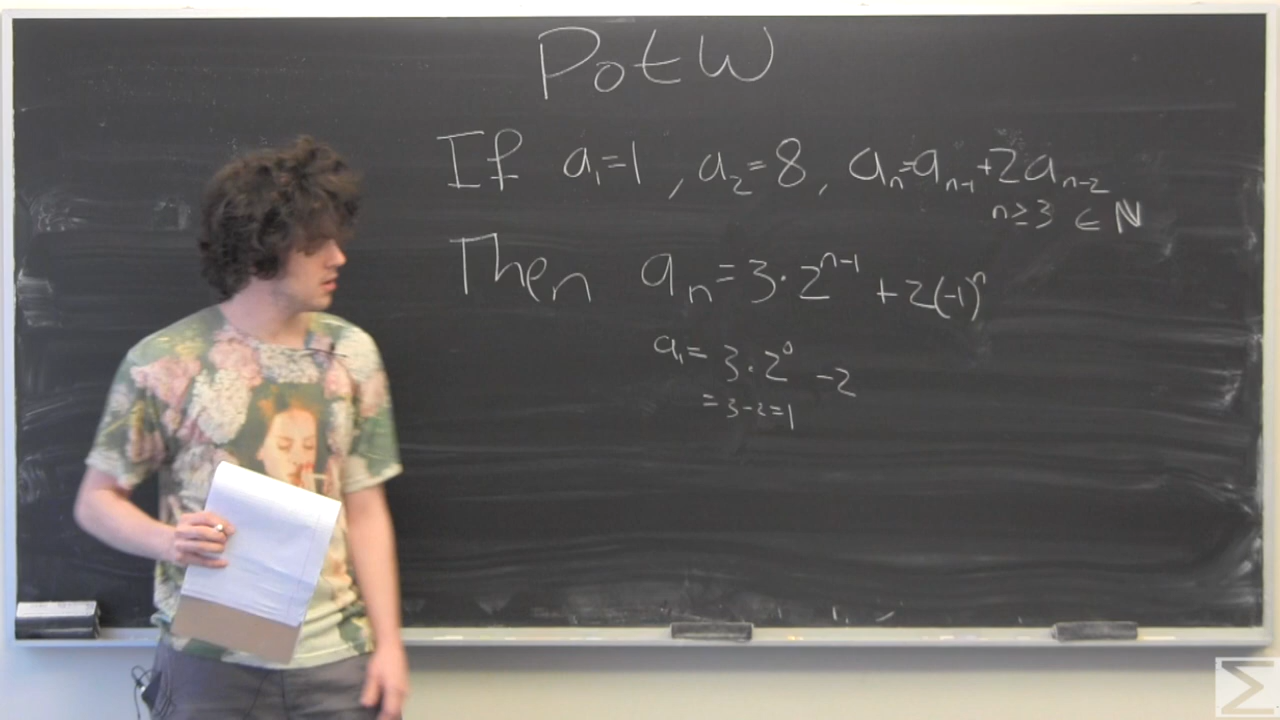 PotW
If a₁=1, a₂=8, aₙ=aₙ₋₁+2aₙ₋₂
n≥3 ∈ ℕ
Then aₙ=3·2ⁿ⁻¹+2(-1)ⁿ
a₁=3·2⁰-2
=3-2=1
Σ